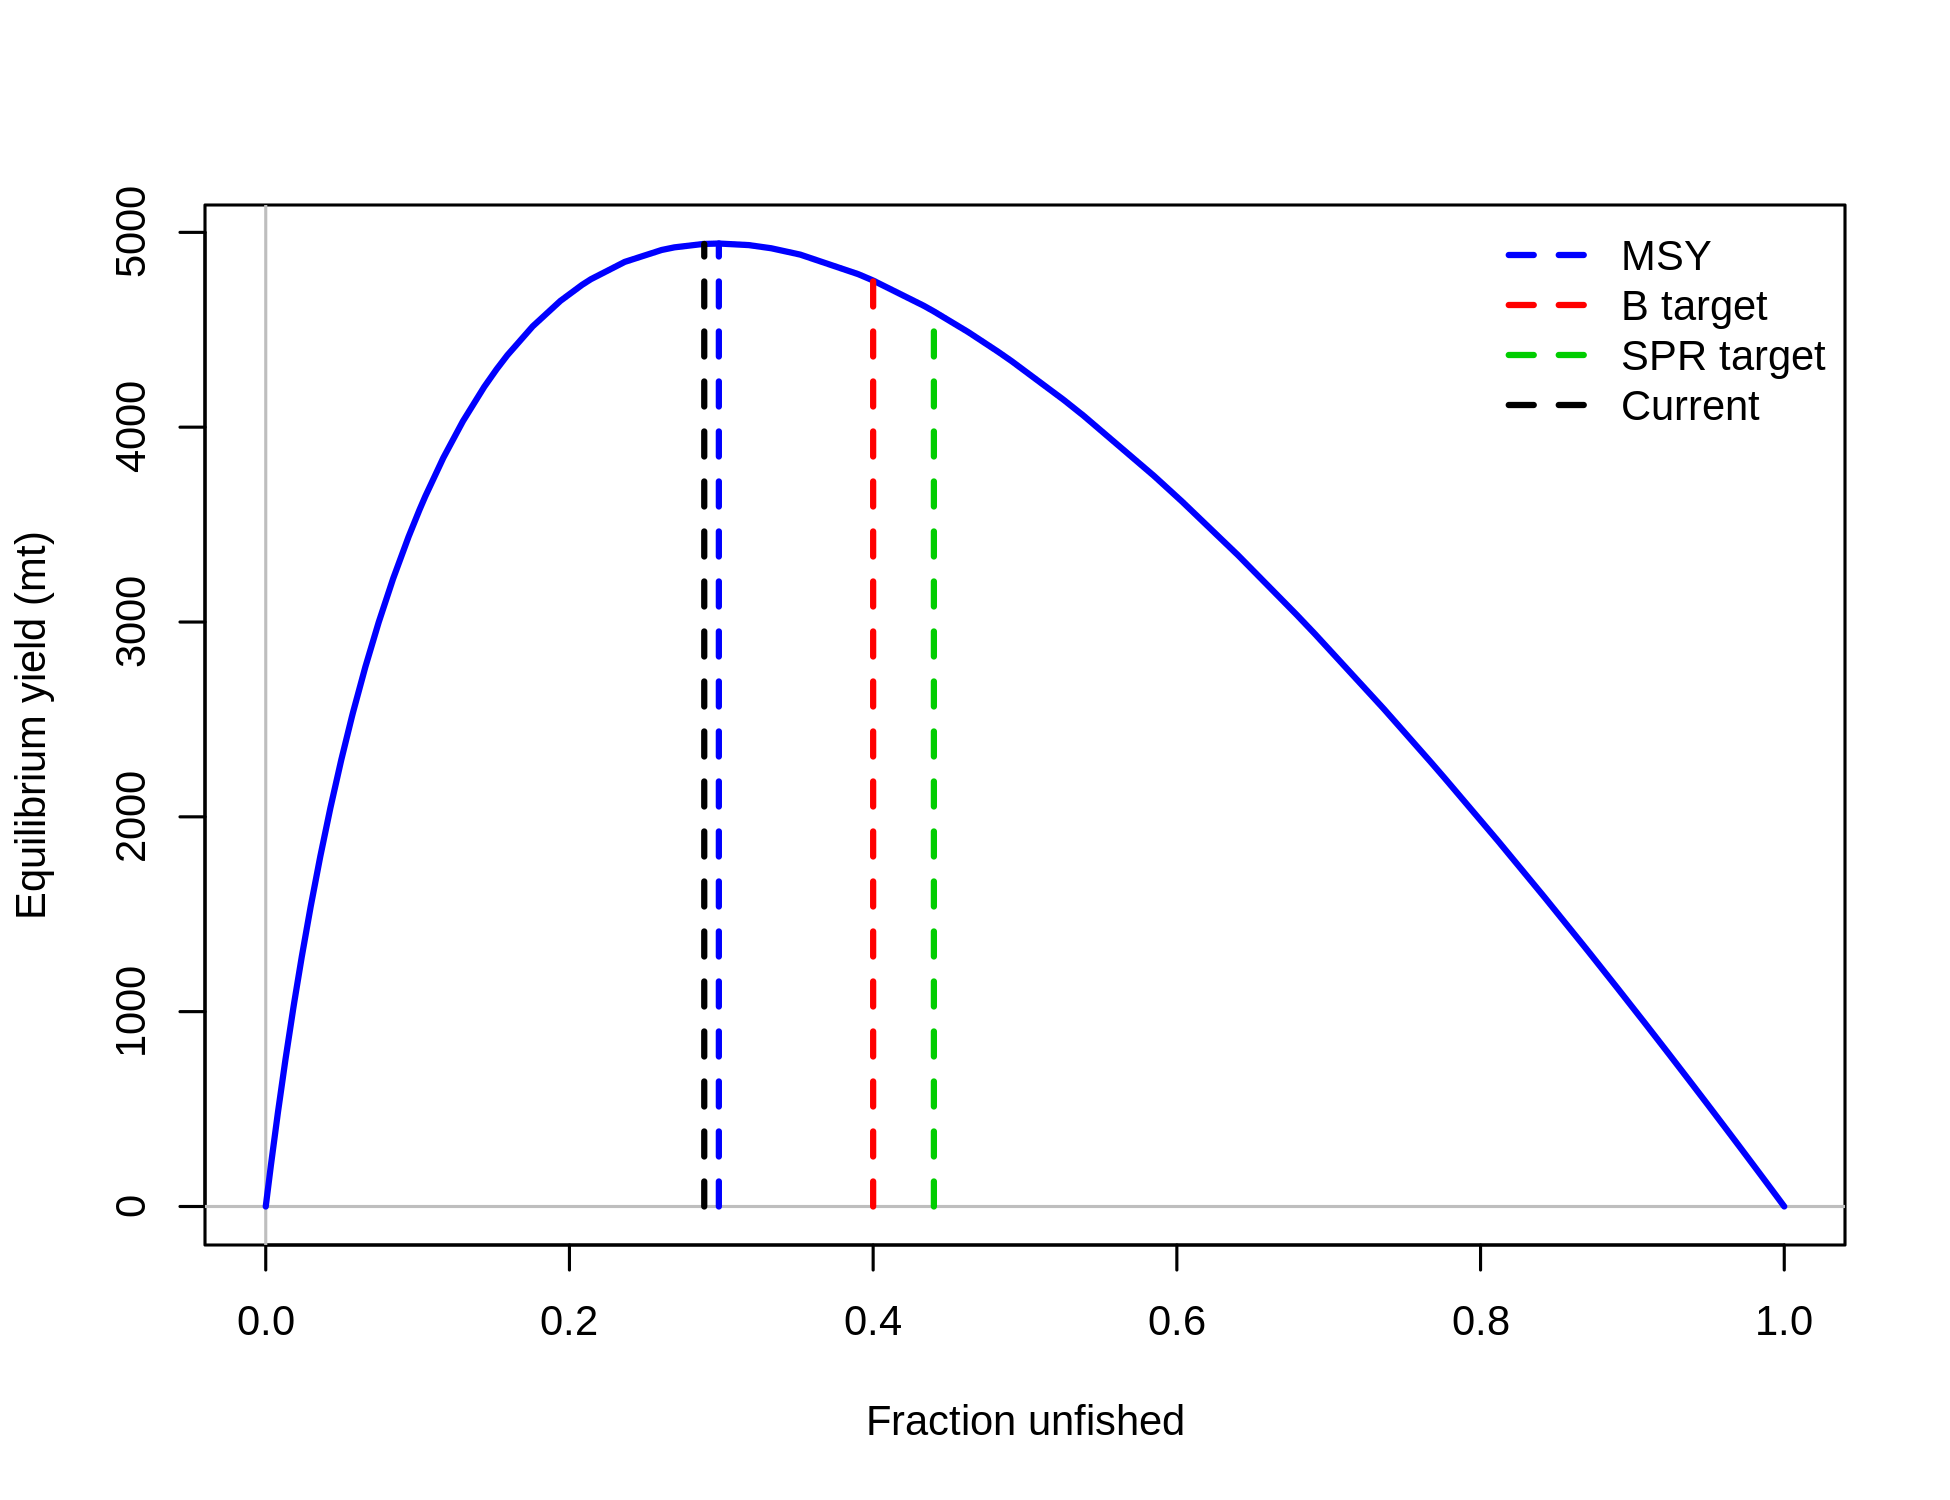 MSY
B target
SPR target
Current
Equilibrium yield (mt)
5000
4000
3000
2000
1000
0
0.0 0.2 0.4 0.6 0.8 1.0
Fraction unfished